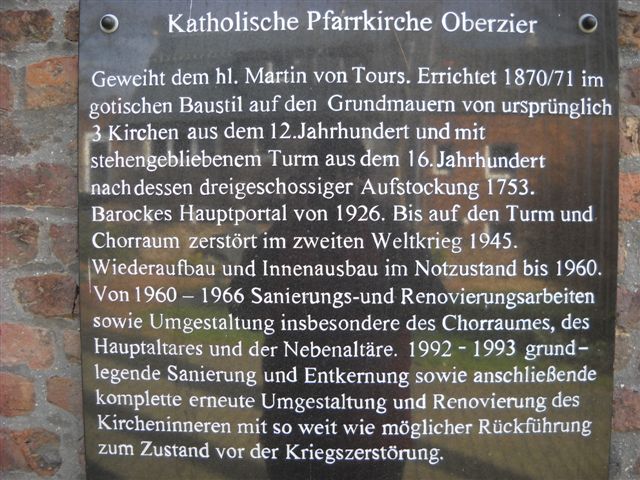 Katholische Pfarrkirche Oberzier
Geweiht dem hl. Martin von Tours. Errichtet 1870/71 im
gotischen Baustil auf den Grundmauern von ursprünglich
3 Kirchen aus dem 12.Jahrhundert und mit
stehengebliebenem Turm aus dem 16.Jahrhundert
nach dessen dreigeschossiger Aufstockung 1753.
Barockes Hauptportal von 1926. Bis auf den Turm und
Chorraum zerstört im zweiten Weltkrieg 1945.
Wiederaufbau und Innenausbau im Notzustand bis 1960.
Von 1960 – 1966 Sanierungs-und Renovierungsarbeiten
sowie Umgestaltung insbesondere des Chorraumes, des
Hauptaltares und der Nebenaltäre. 1992 - 1993 grund-
legende Sanierung und Entkernung sowie anschließende
komplette erneute Umgestaltung und Renovierung des
Kircheninneren mit so weit wie möglicher Rückführung
zum Zustand vor der Kriegszerstörung.